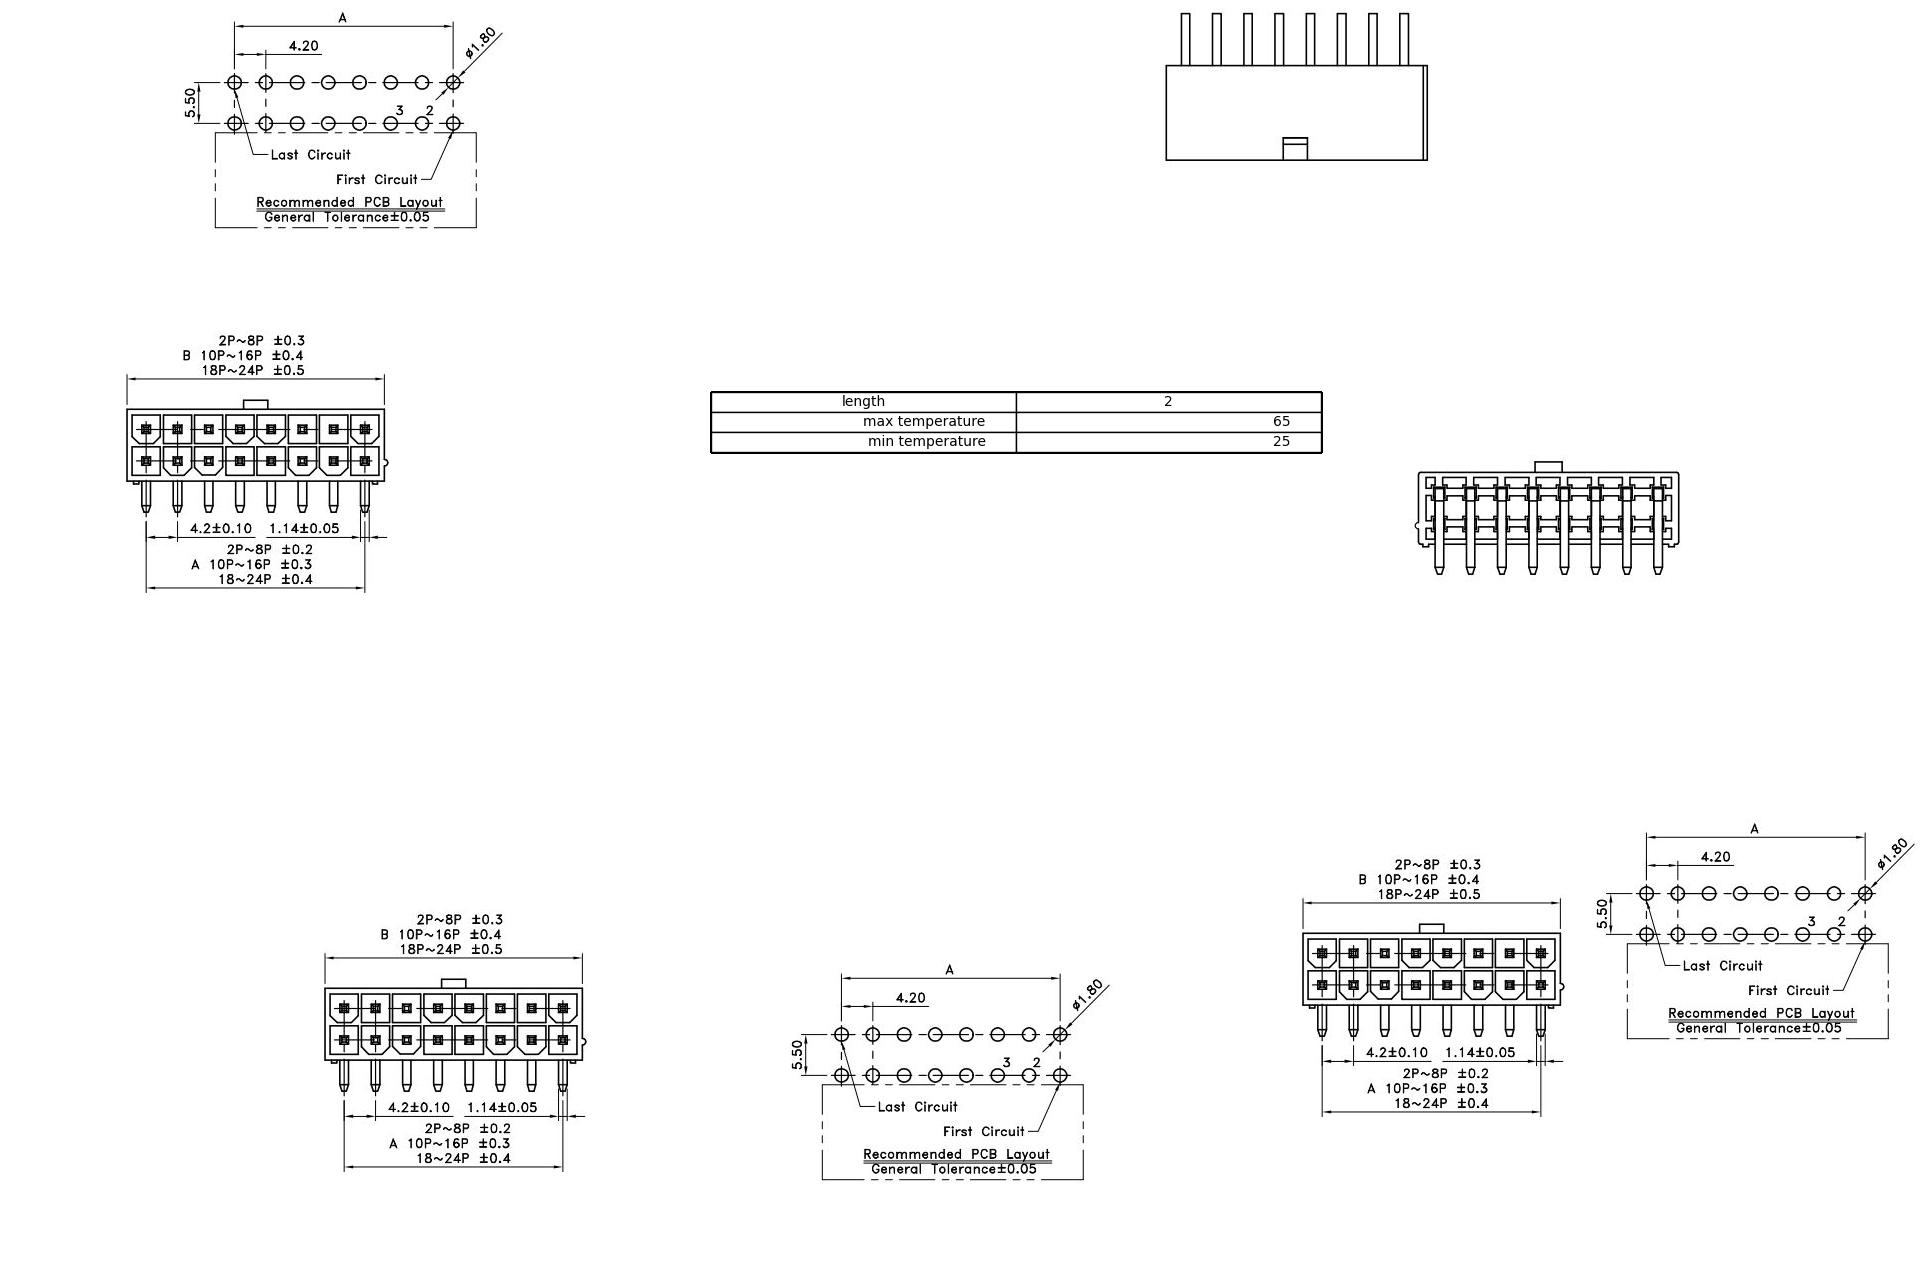 A
4.20
ø1.80
5.50
3 2
Last Circuit
First Circuit
Recommended PCB Layout
General Tolerance±0.05
2P~8P ±0.3
B 10P~16P ±0.4
18P~24P ±0.5
4.2±0.10 1.14±0.05
2P~8P ±0.2
A 10P~16P ±0.3
18~24P ±0.4
length 2
max temperature 65
min temperature 25
2P~8P ±0.3
B 10P~16P ±0.4
18P~24P ±0.5
4.2±0.10 1.14±0.05
2P~8P ±0.2
A 10P~16P ±0.3
18~24P ±0.4
A
4.20
ø1.80
5.50
3 2
Last Circuit
First Circuit
Recommended PCB Layout
General Tolerance±0.05
2P~8P ±0.3
B 10P~16P ±0.4
18P~24P ±0.5
4.2±0.10 1.14±0.05
2P~8P ±0.2
A 10P~16P ±0.3
18~24P ±0.4
A
4.20
ø1.80
5.50
3 2
Last Circuit
First Circuit
Recommended PCB Layout
General Tolerance±0.05